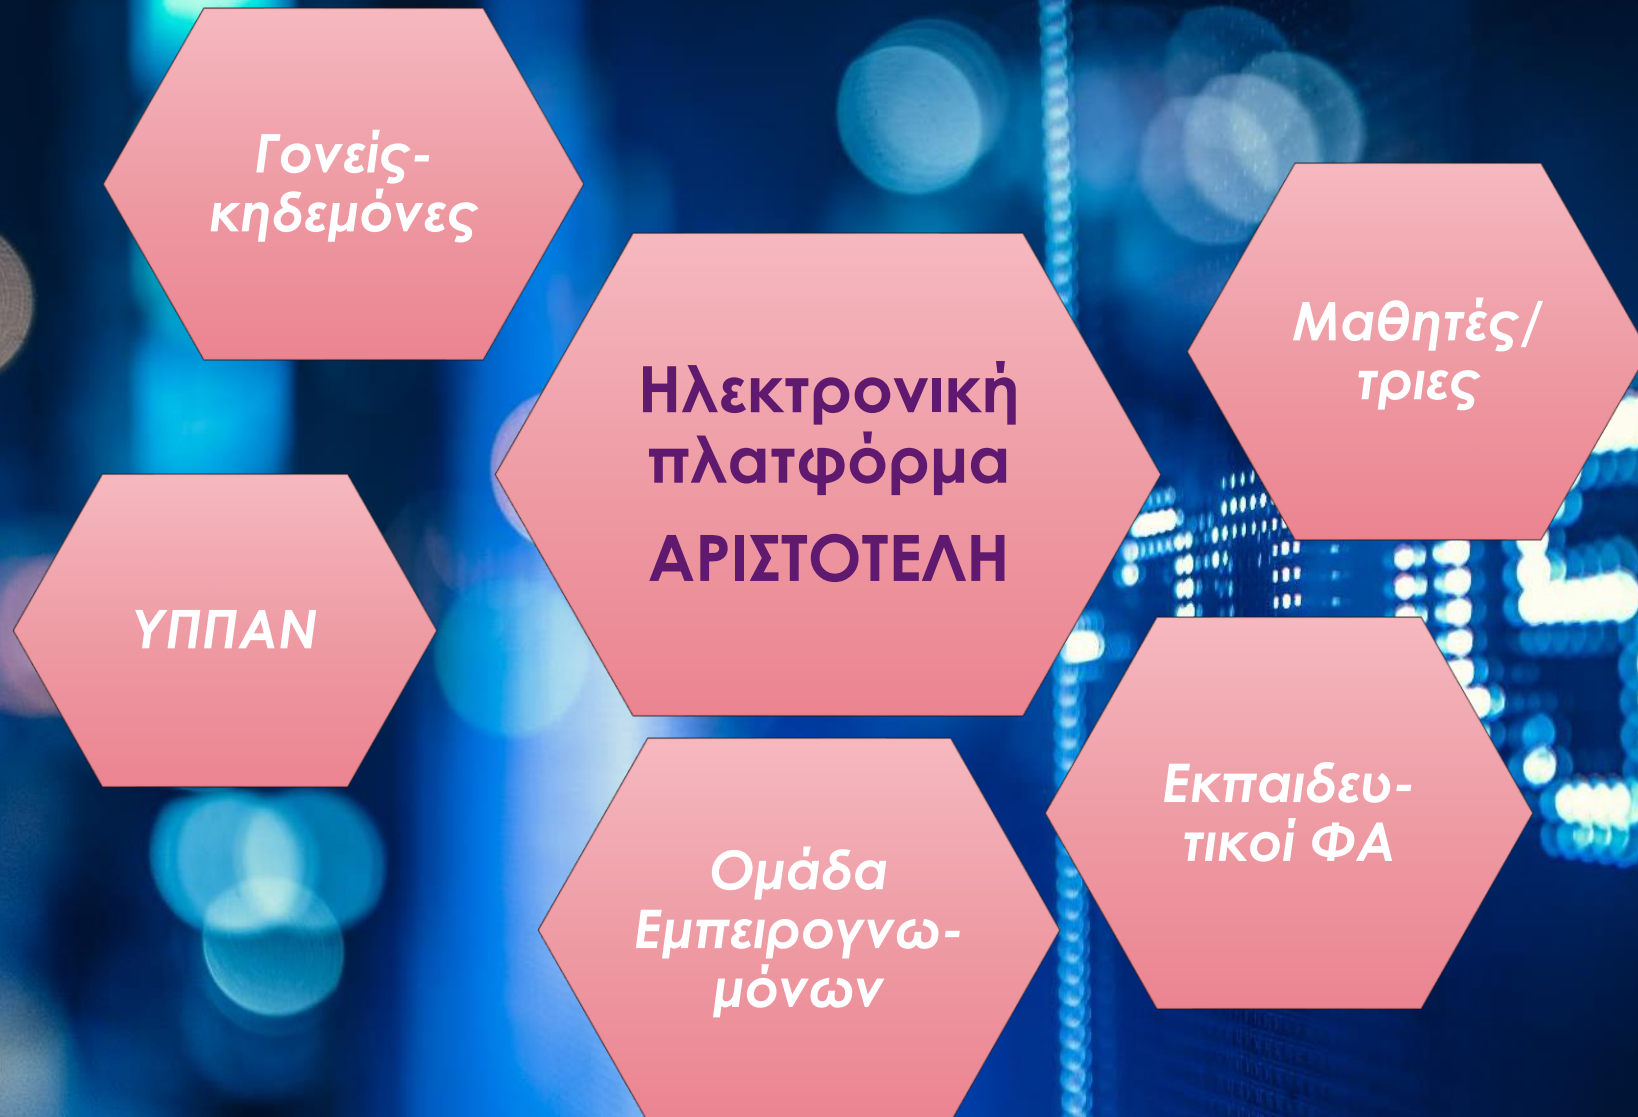 Γονείς-
κηδεμόνες
Μαθητές/
τριες
Ηλεκτρονική
πλατφόρμα
ΑΡΙΣΤΟΤΕΛΗ
ΥΠΠΑΝ
Εκπαιδευ-
τικοί ΦΑ
Ομάδα
Εμπειρογνω-
μόνων